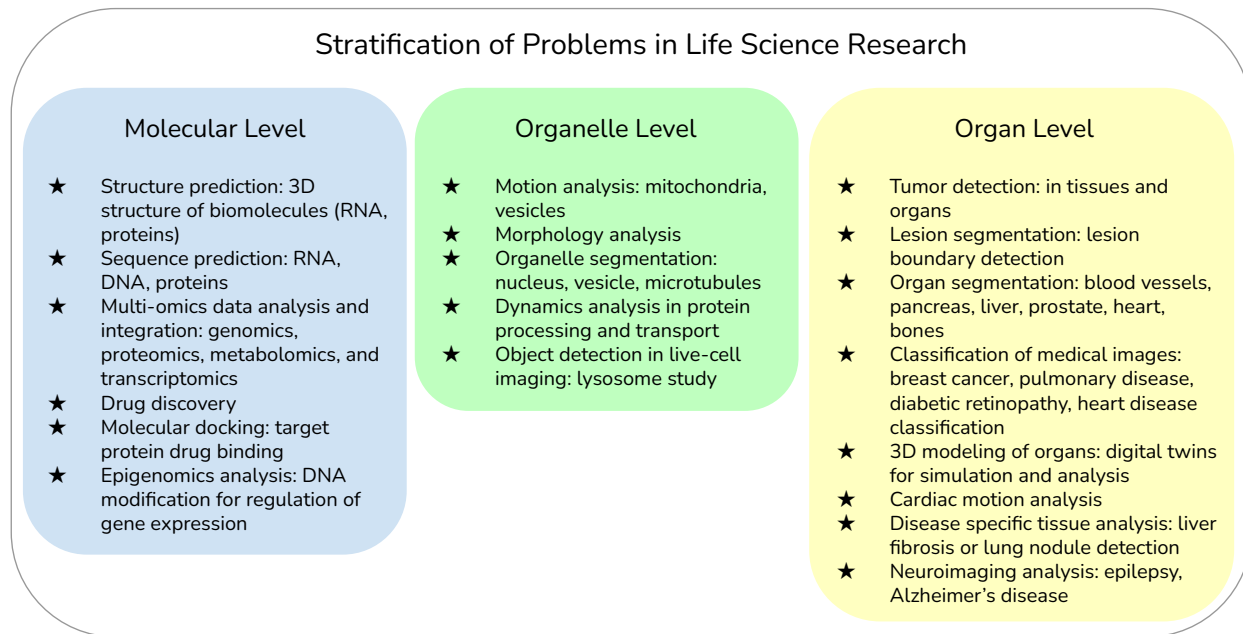 Stratification of Problems in Life Science Research
Molecular Level
★ Structure prediction: 3D
structure of biomolecules (RNA,
proteins)
★ Sequence prediction: RNA,
DNA, proteins
★ Multi-omics data analysis and
integration: genomics,
proteomics, metabolomics, and
transcriptomics
★ Drug discovery
★ Molecular docking: target
protein drug binding
★ Epigenomics analysis: DNA
modification for regulation of
gene expression
Organelle Level
★ Motion analysis: mitochondria,
vesicles
★ Morphology analysis
★ Organelle segmentation:
nucleus, vesicle, microtubules
★ Dynamics analysis in protein
processing and transport
★ Object detection in live-cell
imaging: lysosome study
Organ Level
★ Tumor detection: in tissues and
organs
★ Lesion segmentation: lesion
boundary detection
★ Organ segmentation: blood vessels,
pancreas, liver, prostate, heart,
bones
★ Classification of medical images:
breast cancer, pulmonary disease,
diabetic retinopathy, heart disease
classification
★ 3D modeling of organs: digital twins
for simulation and analysis
★ Cardiac motion analysis
★ Disease specific tissue analysis: liver
fibrosis or lung nodule detection
★ Neuroimaging analysis: epilepsy,
Alzheimer's disease